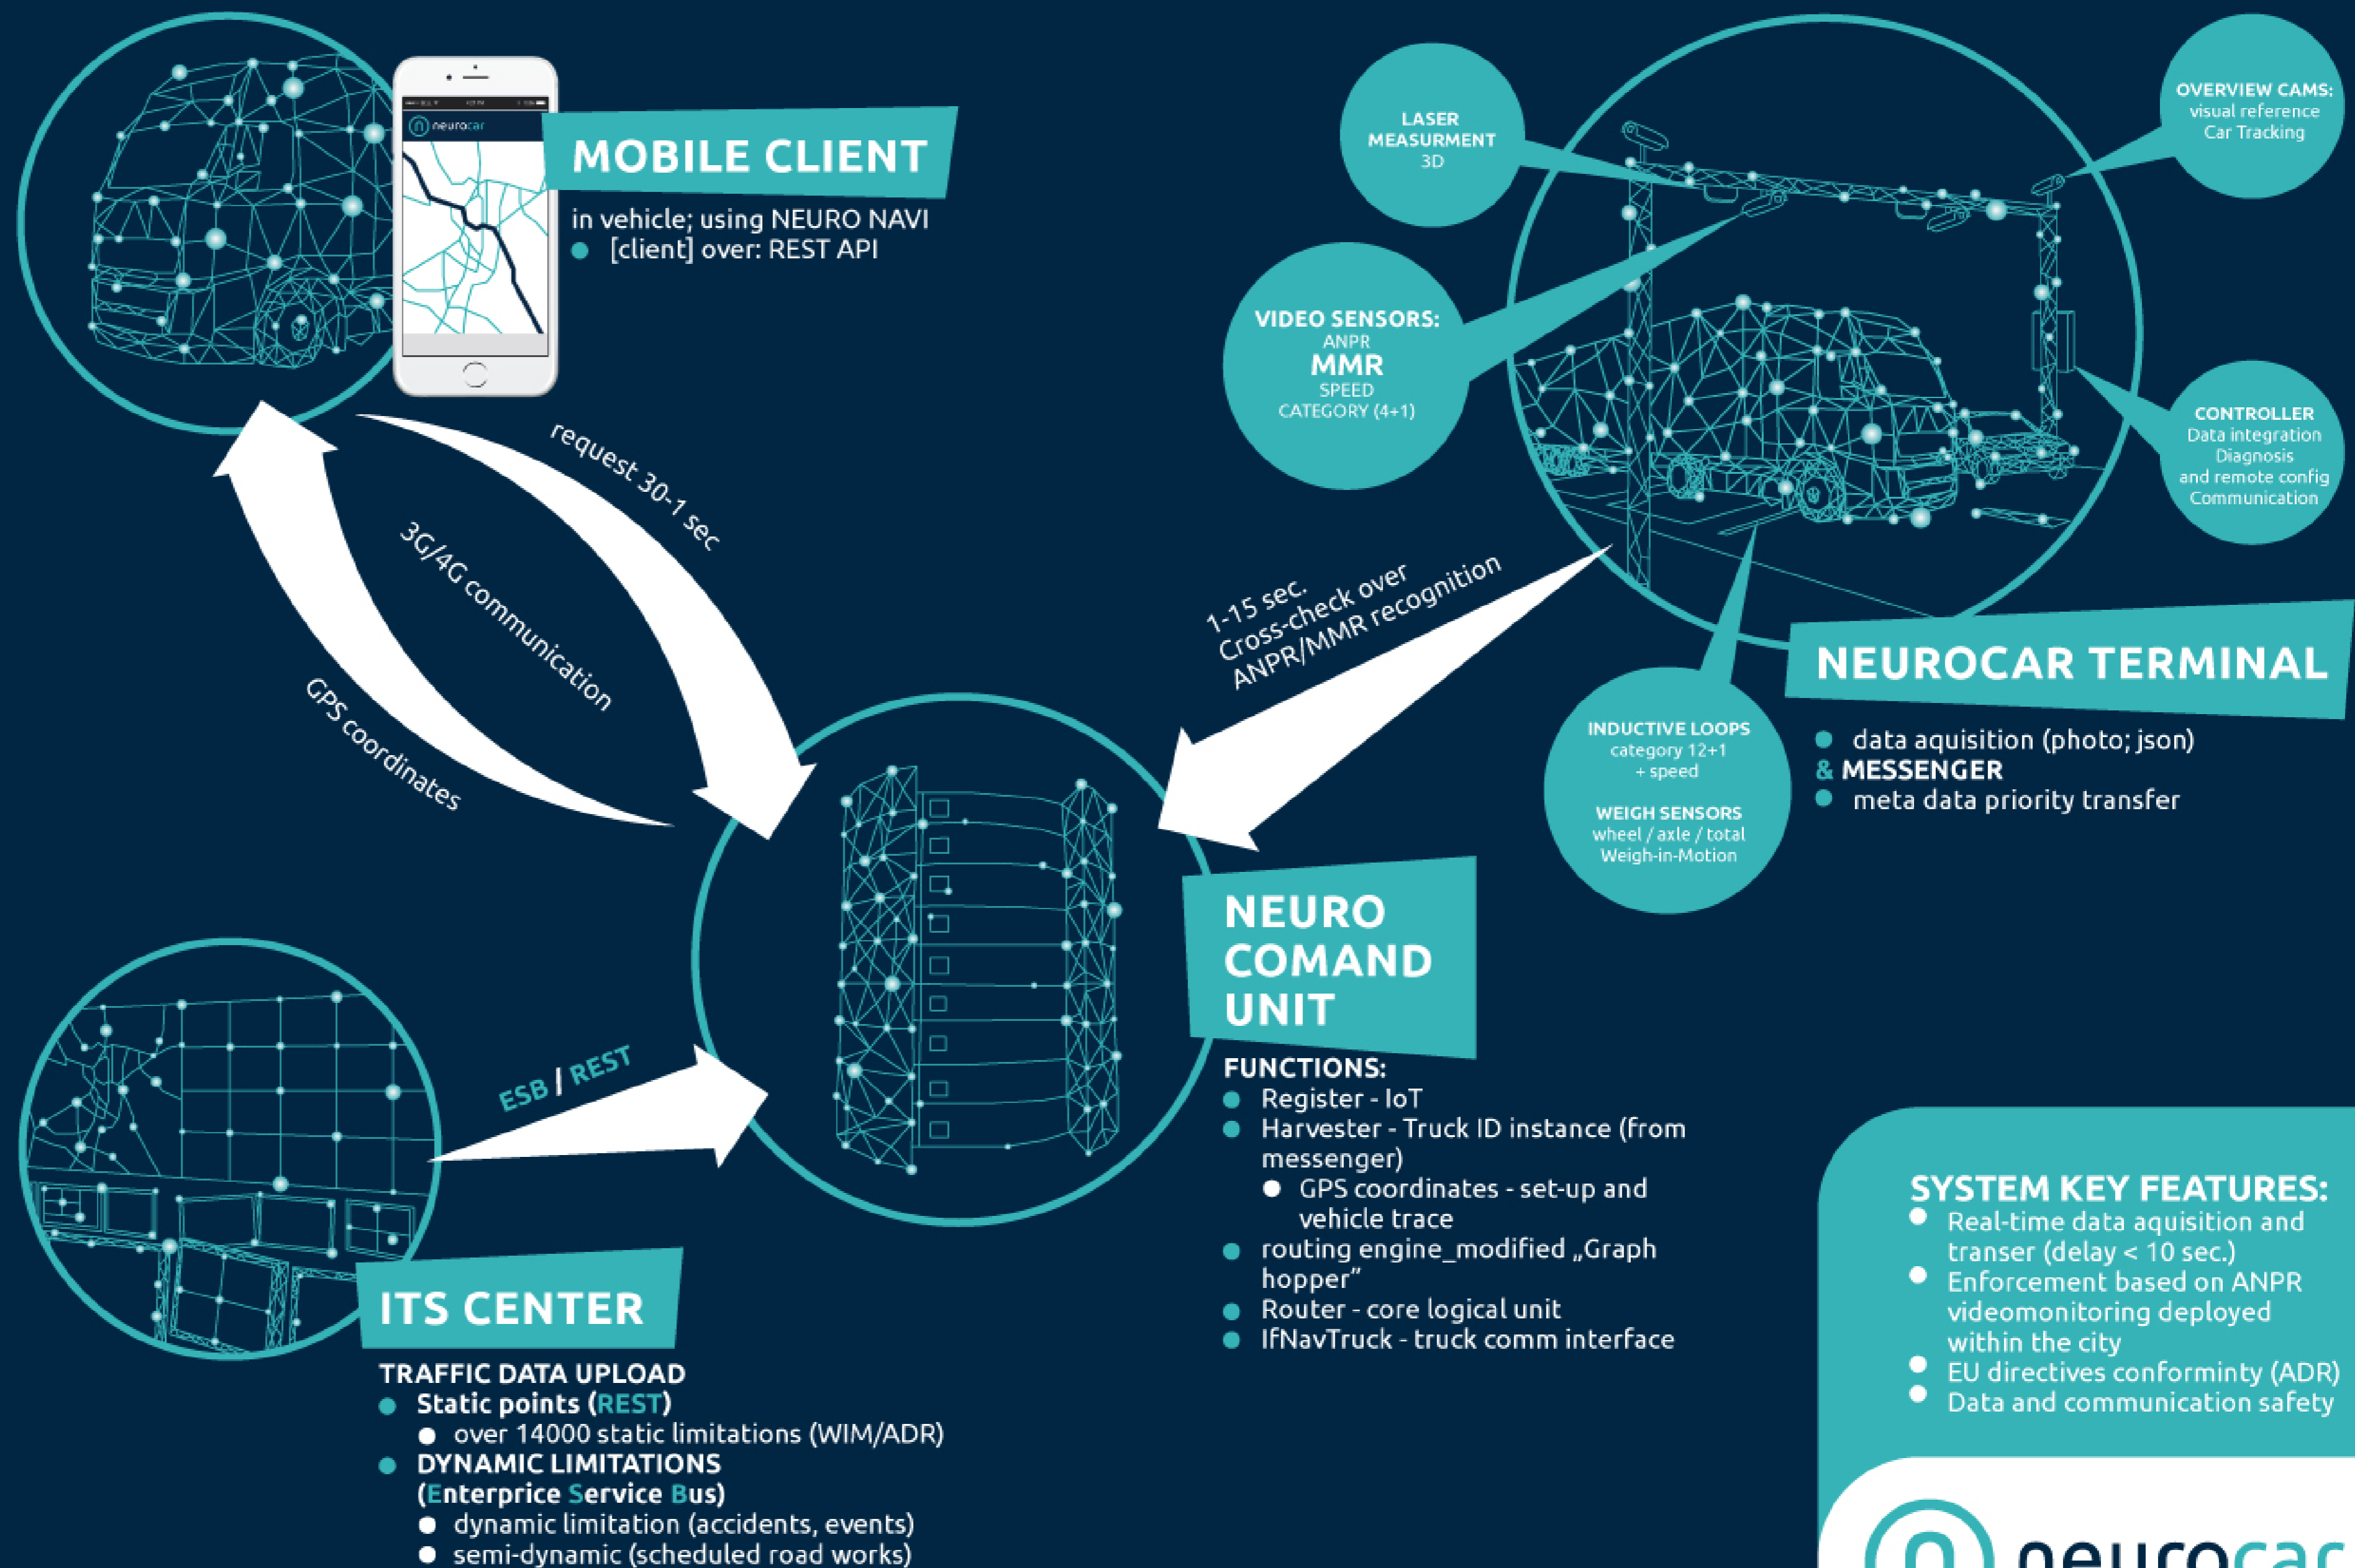 neurocar
MOBILE CLIENT
in vehicle; using NEURO NAVI
[client] over: REST API
request 30-1 sec
3G/4G communication
GPS coordinates
LASER
MEASURMENT
3D
OVERVIEW CAMS:
visual reference
Car Tracking
VIDEO SENSORS:
ANPR
MMR
SPEED
CATEGORY (4+1)
CONTROLLER
Data integration
Diagnosis
and remote config
Communication
1-15 sec.
Cross-check over
ANPR/MMR recognition
NEUROCAR TERMINAL
data aquisition (photo; json)
& MESSENGER
meta data priority transfer
INDUCTIVE LOOPS
category 12+1
+ speed
WEIGH SENSORS
wheel / axle / total
Weigh-in-Motion
NEURO
COMAND
UNIT
FUNCTIONS:
Register - IoT
Harvester - Truck ID instance (from
messenger)
GPS coordinates - set-up and
vehicle trace
routing engine_modified „Graph
hopper”
Router - core logical unit
IfNavTruck - truck comm interface
ESB / REST
ITS CENTER
TRAFFIC DATA UPLOAD
Static points (REST)
over 14000 static limitations (WIM/ADR)
DYNAMIC LIMITATIONS
(Enterprice Service Bus)
dynamic limitation (accidents, events)
semi-dynamic (scheduled road works)
SYSTEM KEY FEATURES:
Real-time data aquisition and
transer (delay < 10 sec.)
Enforcement based on ANPR
videomonitoring deployed
within the city
EU directives conforminty (ADR)
Data and communication safety
neurocar